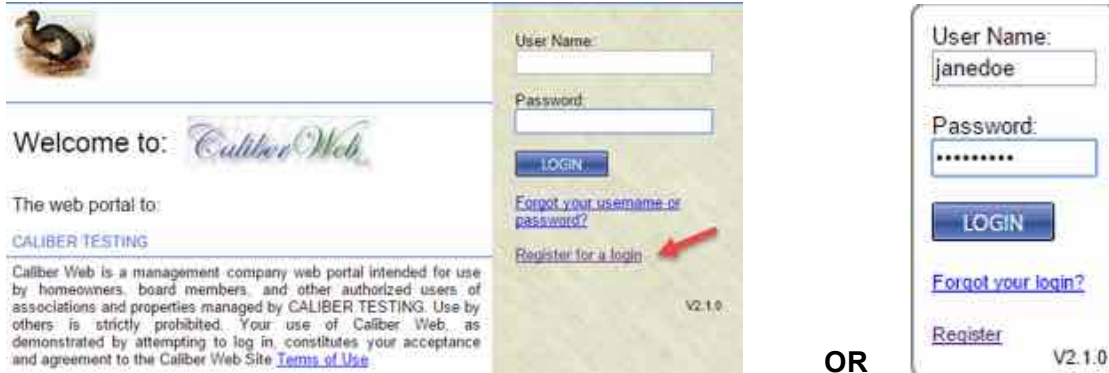 User Name:
Password:
Welcome to: Caliber Web
LOGIN
The web portal to:
Forgot your username or
password?
CALIBER TESTING
Register for a login
Caliber Web is a management company web portal intended for use
by homeowners, board members, and other authorized users of
associations and properties managed by CALIBER TESTING. Use by
others is strictly prohibited. Your use of Caliber Web, as
demonstrated by attempting to log in, constitutes your acceptance
and agreement to the Caliber Web Site Terms of Use
V2.1.0
OR
User Name:
janedoe
Password:
•••••••••
LOGIN
Forgot your login?
Register
V2.1.0